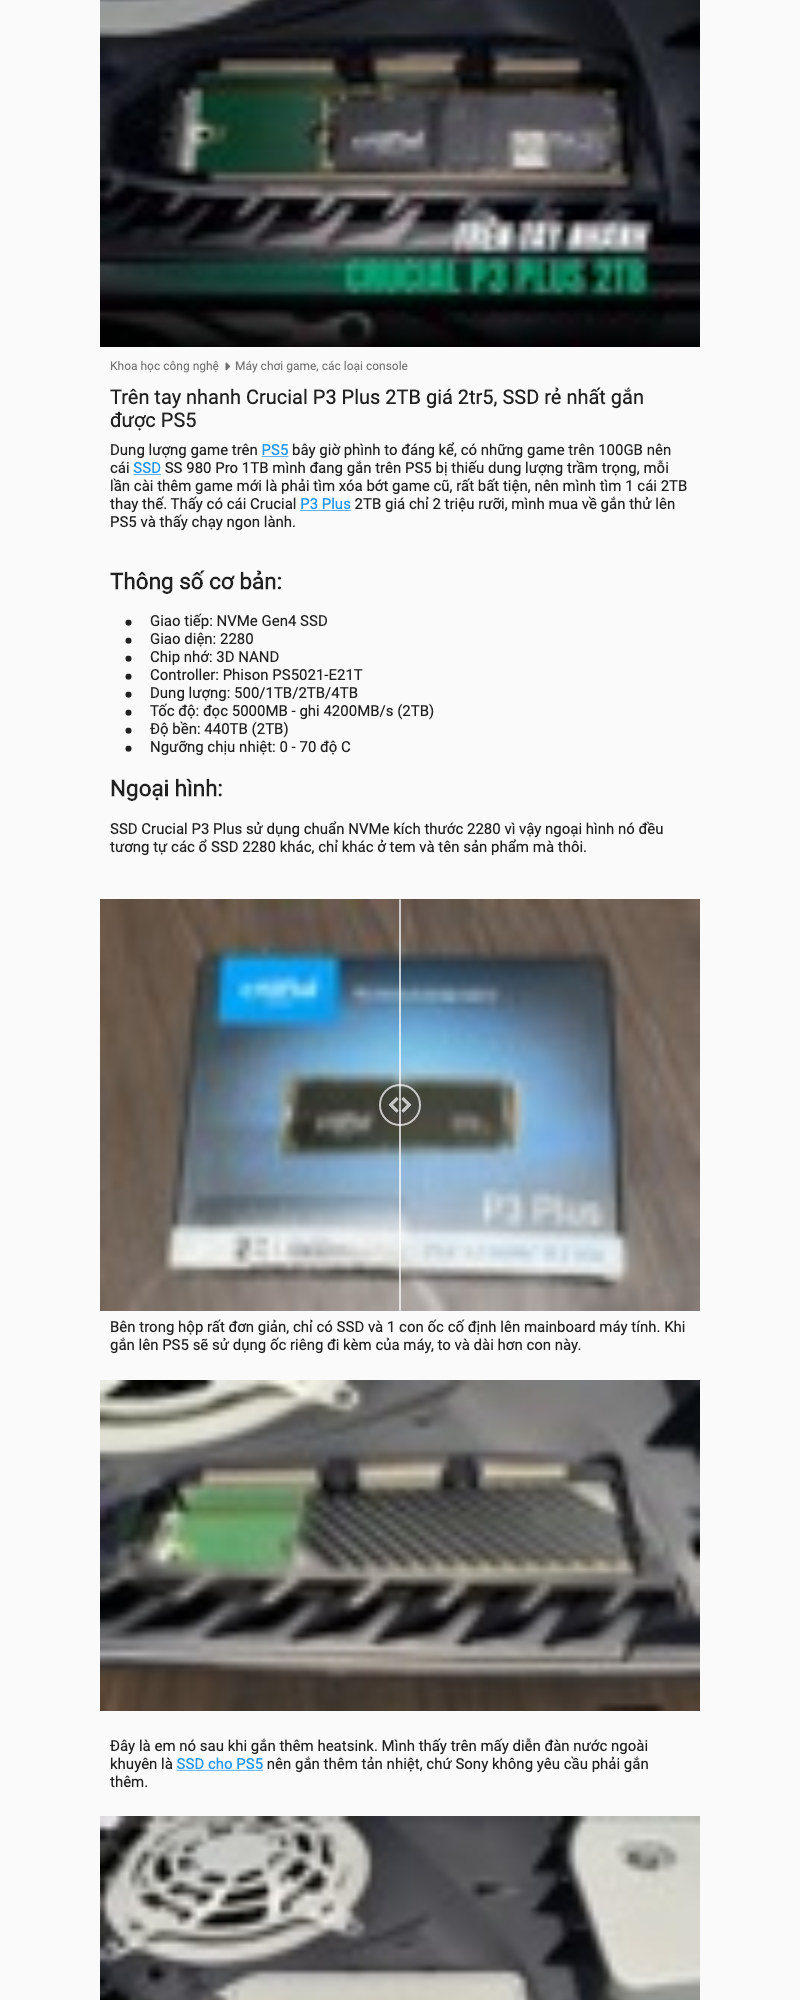 TRÊN TAY NHANH
CRUCIAL P3 PLUS 2TB
Khoa học công nghệ Máy chơi game, các loại console
Trên tay nhanh Crucial P3 Plus 2TB giá 2tr5, SSD rẻ nhất gắn
được PS5
Dung lượng game trên PS5 bây giờ phình to đáng kể, có những game trên 100GB nên
cái SSD SS 980 Pro 1TB mình đang gắn trên PS5 bị thiếu dung lượng trầm trọng, mỗi
lần cài thêm game mới là phải tìm xóa bớt game cũ, rất bất tiện, nên mình tìm 1 cái 2TB
thay thế. Thấy có cái Crucial P3 Plus 2TB giá chỉ 2 triệu rưỡi, mình mua về gắn thử lên
PS5 và thấy chạy ngon lành.
Thông số cơ bản:
Giao tiếp: NVMe Gen4 SSD
Giao diện: 2280
Chip nhớ: 3D NAND
Controller: Phison PS5021-E21T
Dung lượng: 500/1TB/2TB/4TB
Tốc độ: đọc 5000MB - ghi 4200MB/s (2TB)
Độ bền: 440TB (2TB)
Ngưỡng chịu nhiệt: 0 - 70 độ C
Ngoại hình:
SSD Crucial P3 Plus sử dụng chuẩn NVMe kích thước 2280 vì vậy ngoại hình nó đều
tương tự các ổ SSD 2280 khác, chỉ khác ở tem và tên sản phẩm mà thôi.
crucial
P3 Plus
Bên trong hộp rất đơn giản, chỉ có SSD và 1 con ốc cố định lên mainboard máy tính. Khi
gắn lên PS5 sẽ sử dụng ốc riêng đi kèm của máy, to và dài hơn con này.
Đây là em nó sau khi gắn thêm heatsink. Mình thấy trên mấy diễn đàn nước ngoài
khuyên là SSD cho PS5 nên gắn thêm tản nhiệt, chứ Sony không yêu cầu phải gắn
thêm.